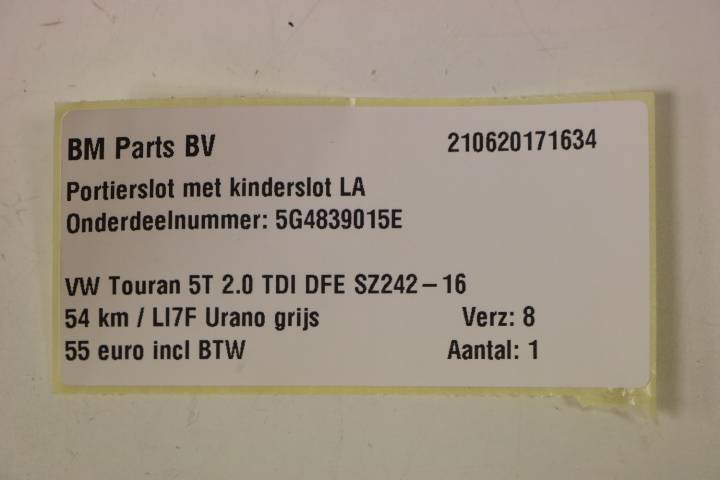 BM Parts BV 210620171634
Portierslot met kinderslot LA
Onderdeelnummer: 5G4839015E
VW Touran 5T 2.0 TDI DFE SZ242-16
54 km / LI7F Urano grijs Verz: 8
55 euro incl BTW Aantal: 1